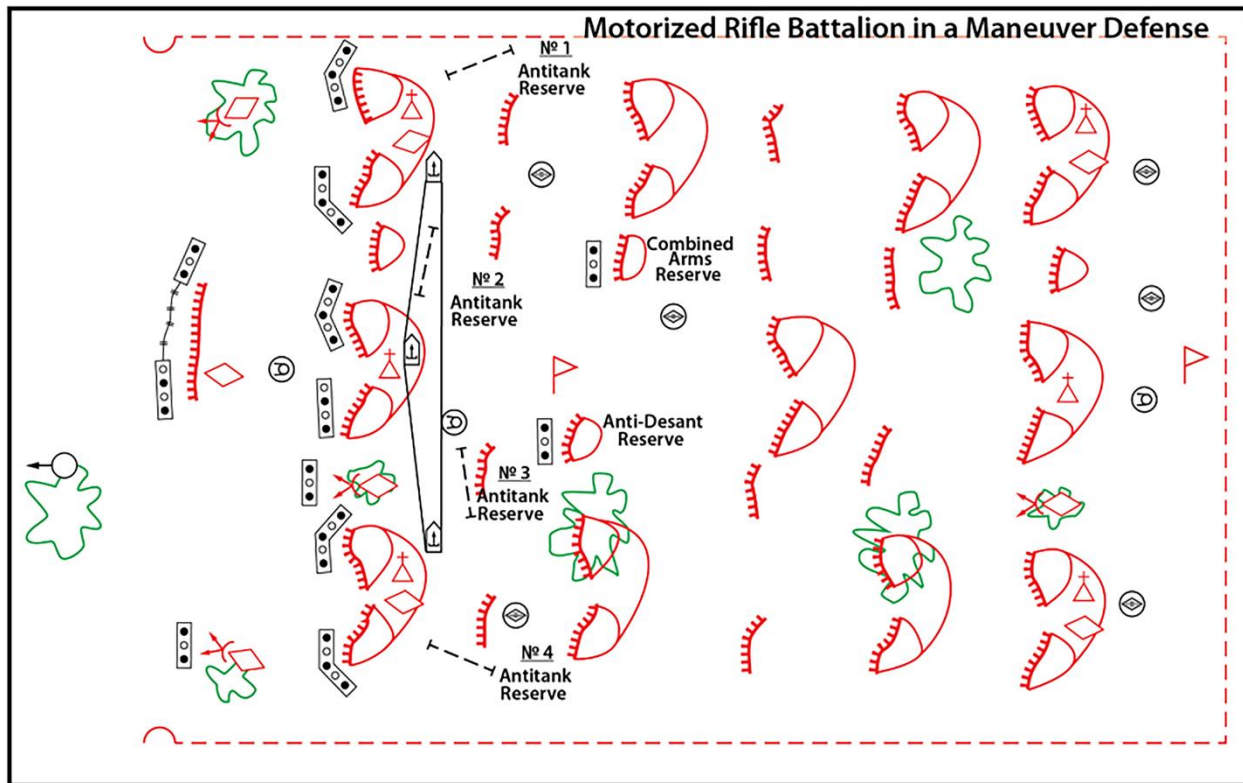 Motorized Rifle Battalion in a Maneuver Defense
№ 1
Antitank
Reserve
№ 2
Antitank
Reserve
Combined
Arms
Reserve
Anti-Desant
Reserve
№ 3
Antitank
Reserve
№ 4
Antitank
Reserve